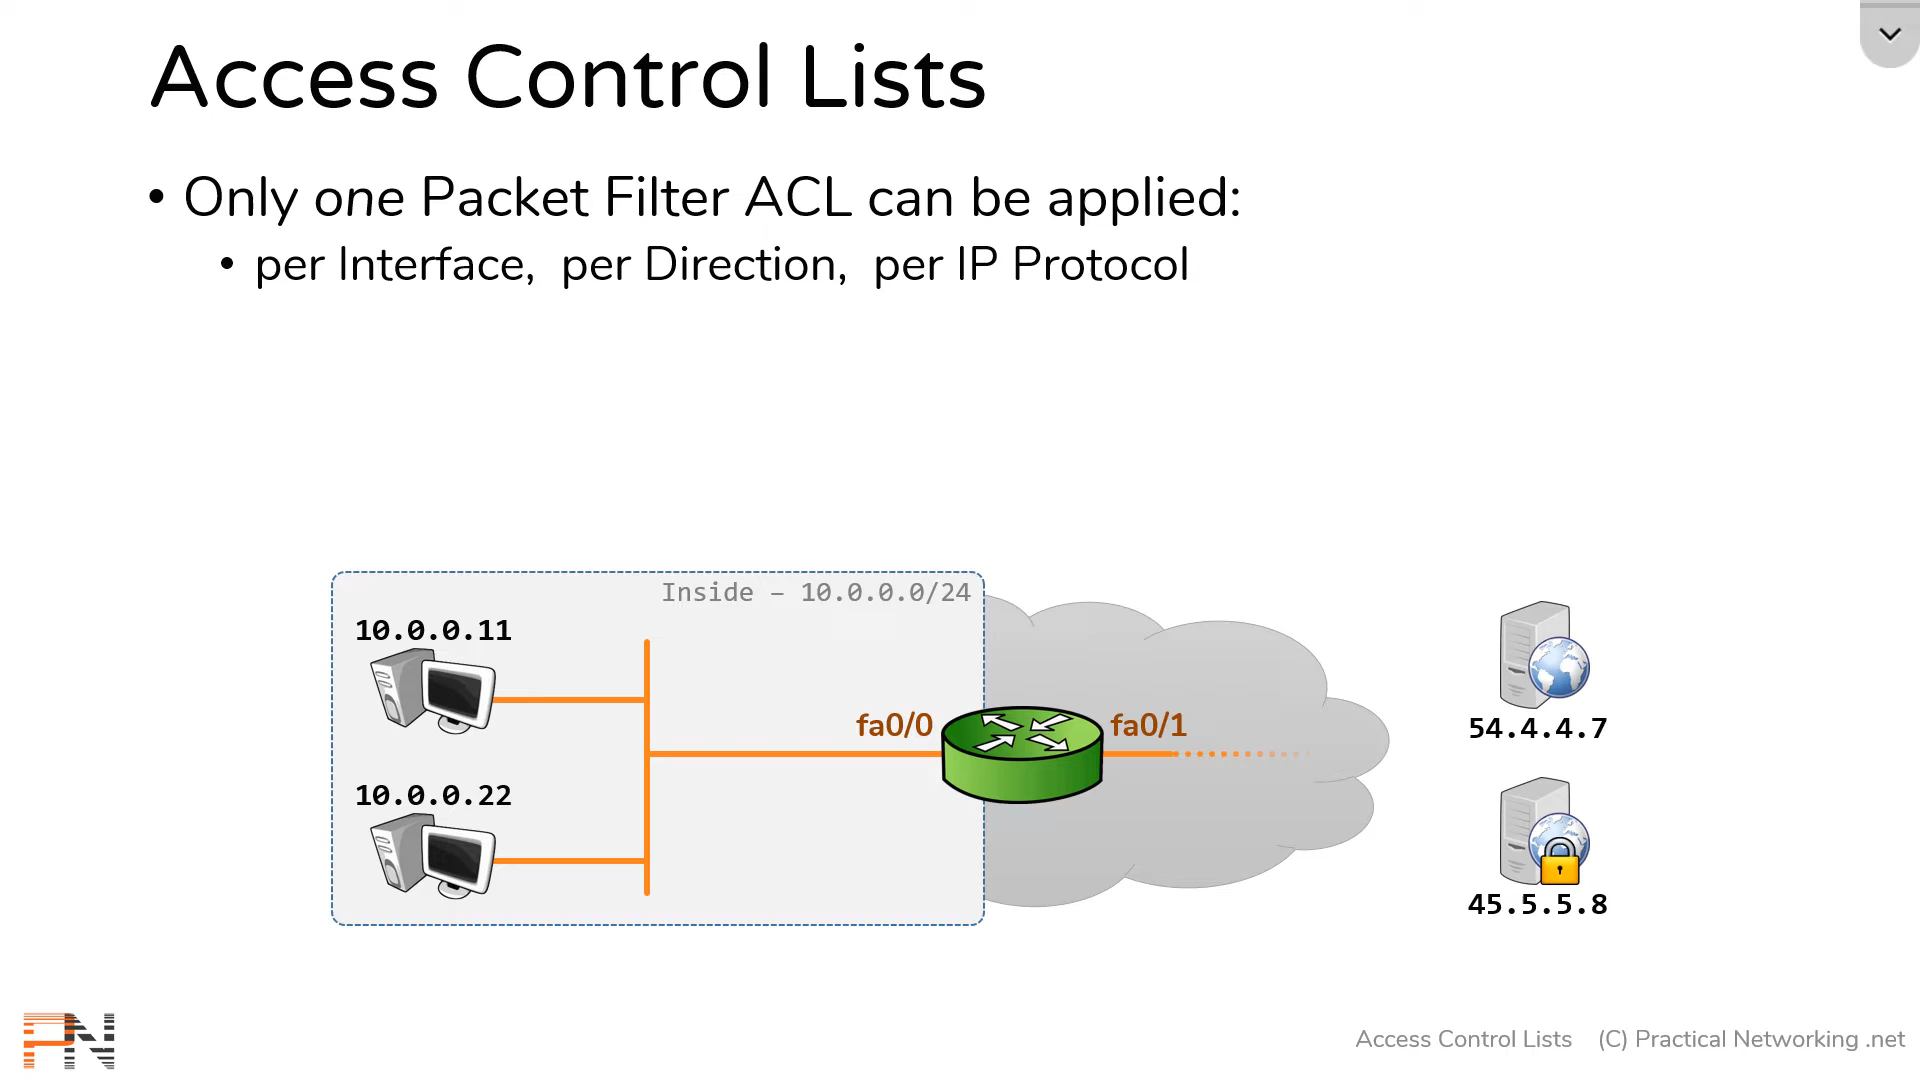 Access Control Lists
• Only one Packet Filter ACL can be applied:
• per Interface, per Direction, per IP Protocol
Inside – 10.0.0.0/24
10.0.0.11
fa0/0
fa0/1
54.4.4.7
10.0.0.22
45.5.5.8
PN
Access Control Lists (C) Practical Networking .net